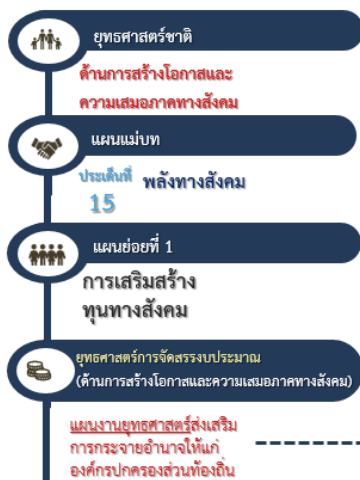 ยุทธศาสตร์ชาติ
ด้านการสร้างโอกาสและ
ความเสมอภาคทางสังคม
แผนแม่บท
ประเด็นที่ พลังทางสังคม
15
แผนย่อยที่ 1
การเสริมสร้าง
ทุนทางสังคม
ยุทธศาสตร์การจัดสรรงบประมาณ
(ด้านการสร้างโอกาสและความเสมอภาคทางสังคม)
แผนงานยุทธศาสตร์ส่งเสริม
การกระจายอำนาจให้แก่
องค์กรปกครองส่วนท้องถิ่น